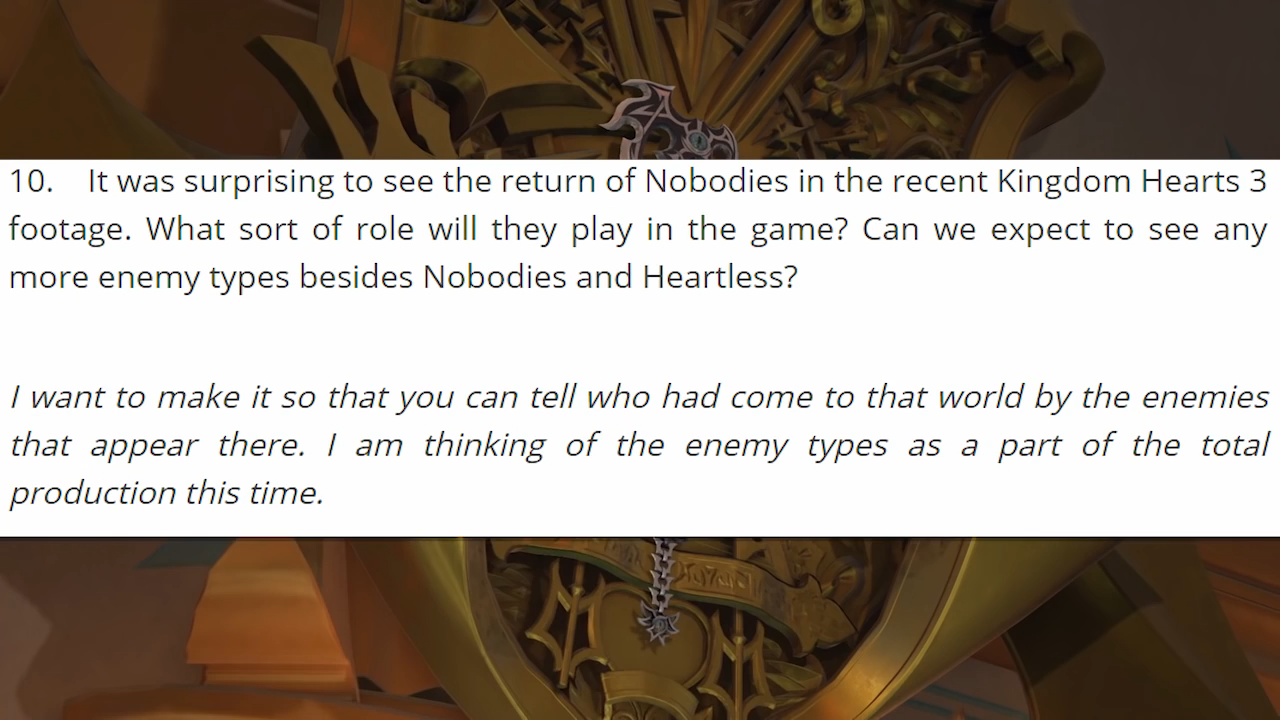 10. It was surprising to see the return of Nobodies in the recent Kingdom Hearts 3
footage. What sort of role will they play in the game? Can we expect to see any
more enemy types besides Nobodies and Heartless?
I want to make it so that you can tell who had come to that world by the enemies
that appear there. I am thinking of the enemy types as a part of the total
production this time.